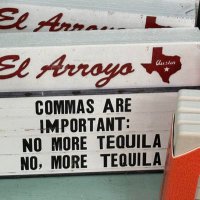 El Arroyo
El Arroyo
Austin
COMMAS ARE
IMPORTANT:
NO MORE TEQUILA
NO, MORE TEQUILA